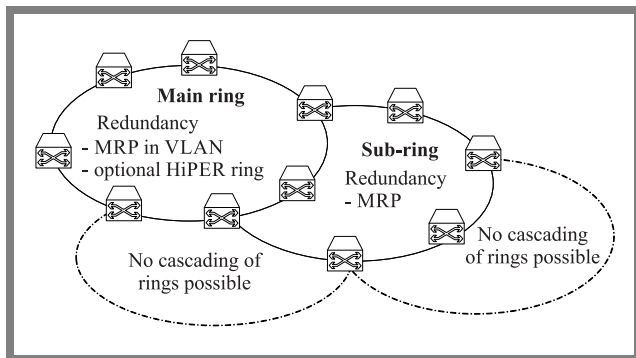 Main ring
Redundancy
- MRP in VLAN
- optional HiPER ring
Sub-ring
Redundancy
- MRP
No cascading of
rings possible
No cascading
of rings possible